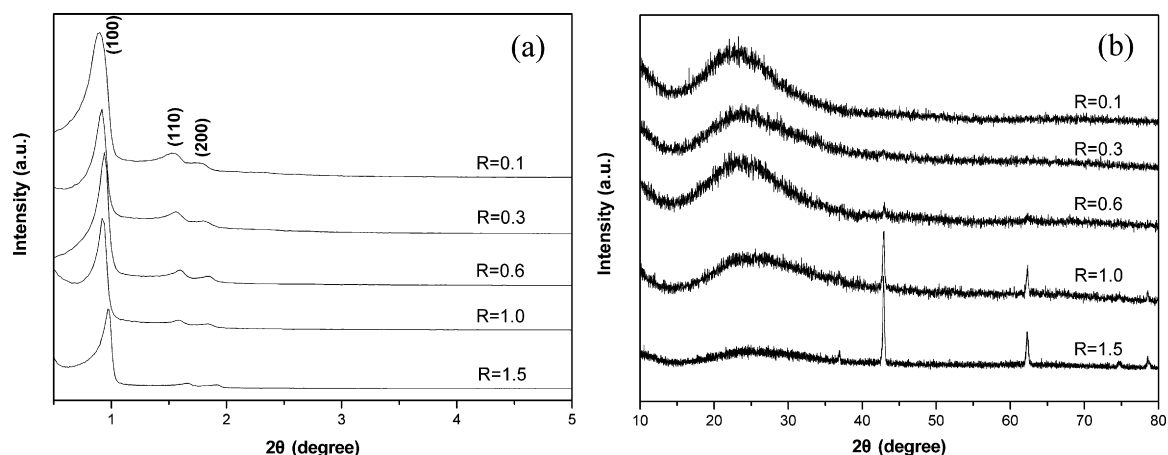 (a)
(100)
(110)
(200)
R=0.1
R=0.3
R=0.6
R=1.0
R=1.5
Intensity (a.u.)
1 2 3 4 5
2θ (degree)
(b)
R=0.1
R=0.3
R=0.6
R=1.0
R=1.5
Intensity (a.u.)
10 20 30 40 50 60 70 80
2θ (degree)